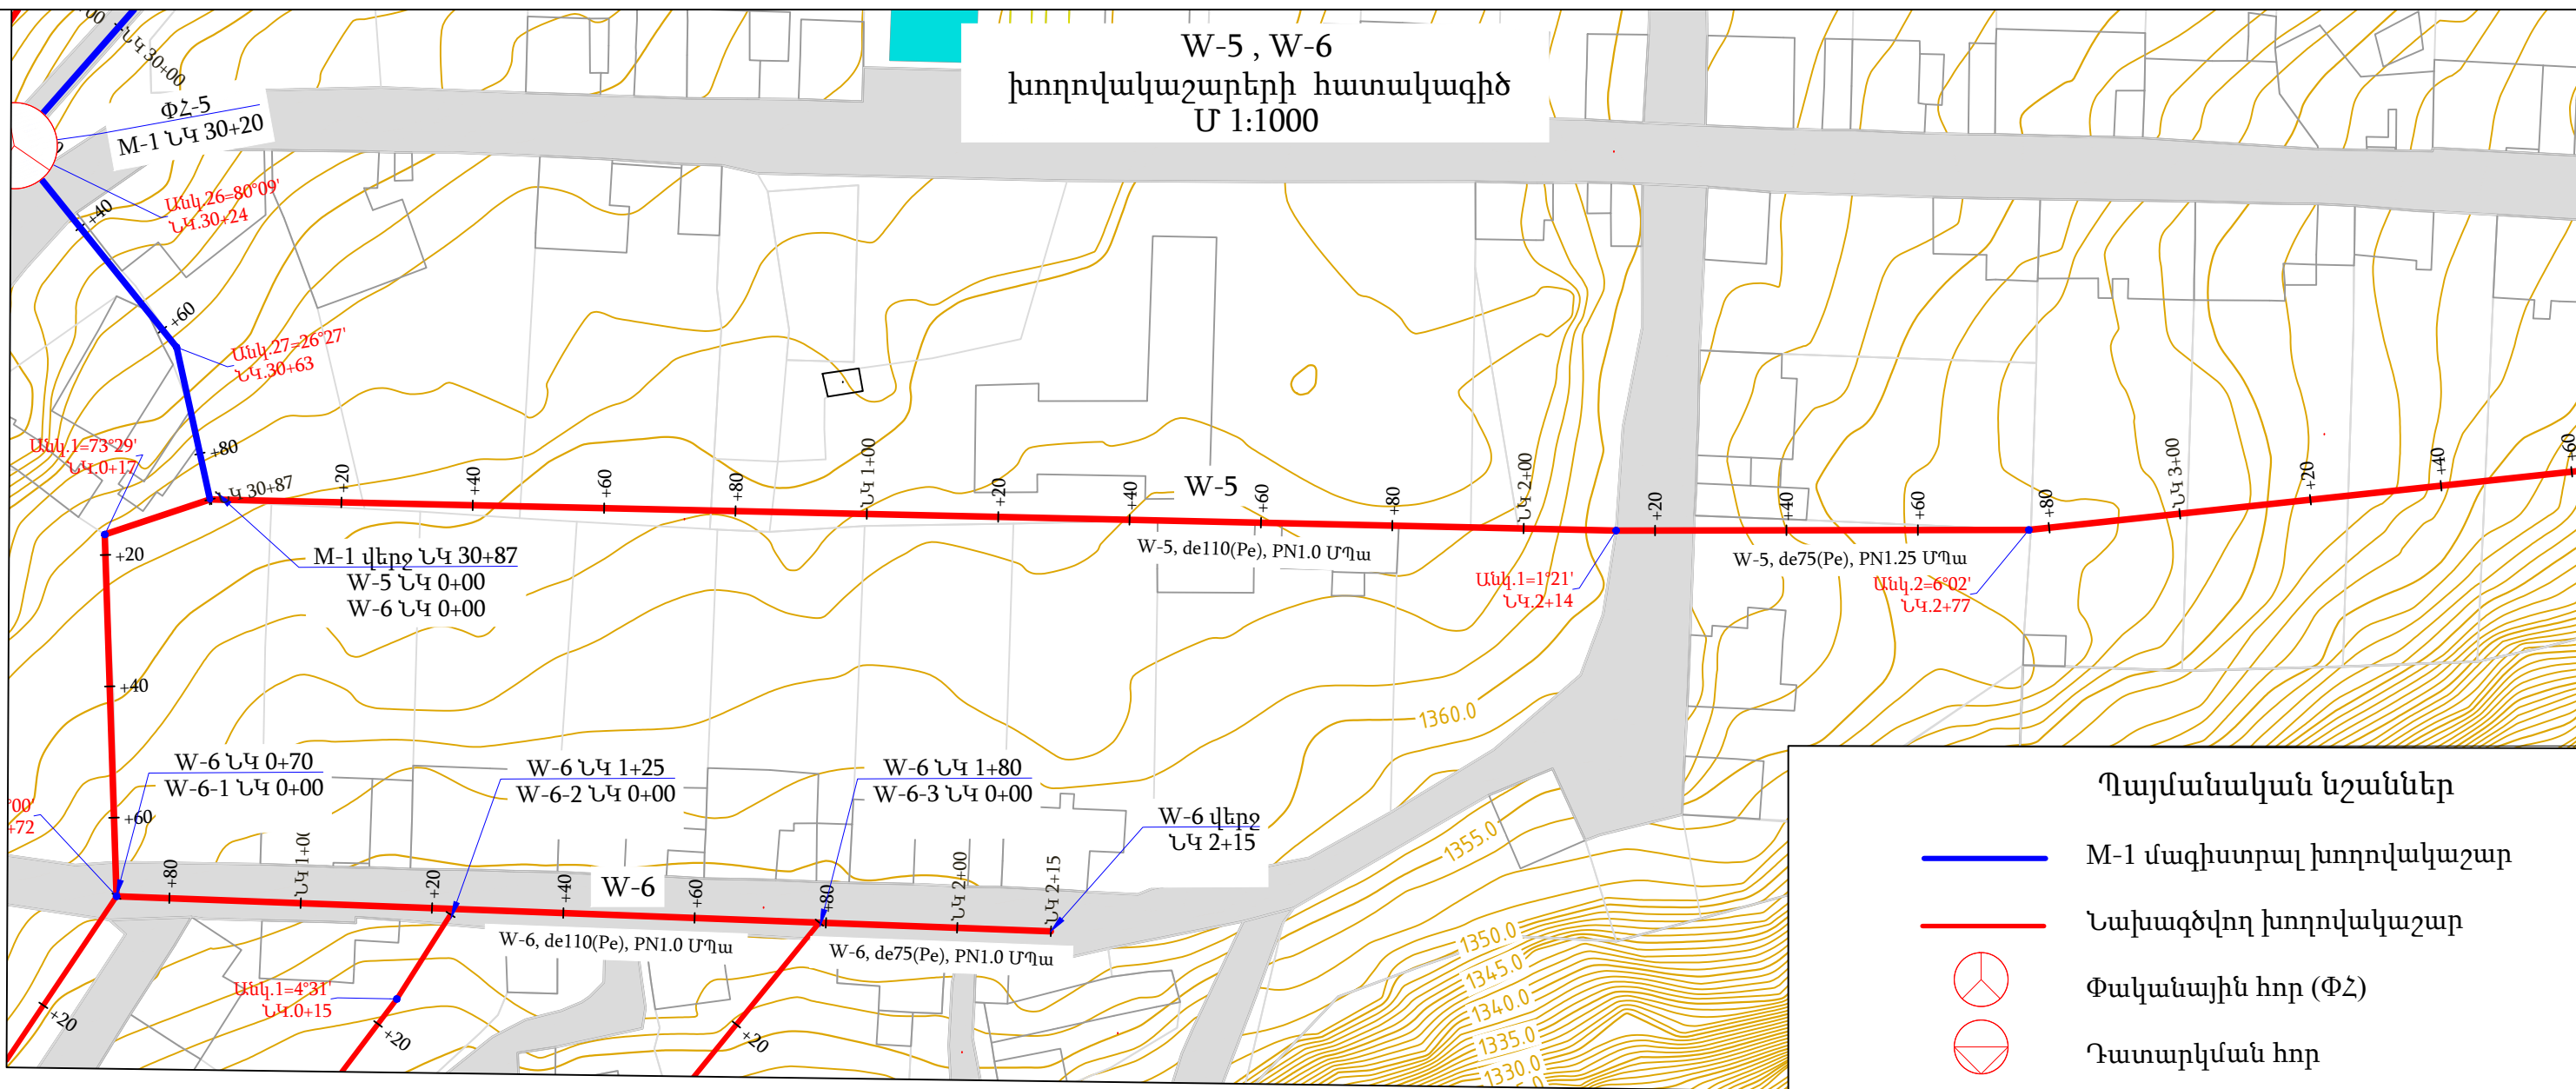 W-5 , W-6
խողովակաշարերի հատակագիծ
Մ 1:1000
ՆԿ.30+00
ՓՀ-5
M-1 ՆԿ 30+20
Անկ.26=80°09'
ՆԿ.30+24
+40
+60
Անկ.27=26°27'
ՆԿ.30+63
+80
Անկ.1=73°29'
ՆԿ.0+17
ՆԿ 30+87
+20
+40
+60
+80
ՆԿ 1+00
+20
+40
W-5
+60
+80
ՆԿ 2+00
+20
+40
+60
+80
ՆԿ 3+00
+20
+40
+60
W-5, de110(Pe), PN1.0 ՄՊա
W-5, de75(Pe), PN1.25 ՄՊա
Անկ.1=1°21'
ՆԿ.2+14
Անկ.2=6°02'
ՆԿ.2+77
M-1 վերջ ՆԿ 30+87
W-5 ՆԿ 0+00
W-6 ՆԿ 0+00
+20
+40
+60
1360.0
W-6 ՆԿ 0+70
W-6-1 ՆԿ 0+00
W-6 ՆԿ 1+25
W-6-2 ՆԿ 0+00
W-6 ՆԿ 1+80
W-6-3 ՆԿ 0+00
W-6 վերջ
ՆԿ 2+15
°00'
+72
+80
ՆԿ 1+00
+20
+40
W-6
+60
+80
ՆԿ 2+00
ՆԿ 2+15
W-6, de110(Pe), PN1.0 ՄՊա
W-6, de75(Pe), PN1.0 ՄՊա
Անկ.1=4°31'
ՆԿ.0+15
+20
+20
+20
1355.0
1350.0
1345.0
1340.0
1335.0
1330.0
Պայմանական նշաններ
M-1 մագիստրալ խողովակաշար
Նախագծվող խողովակաշար
Փականային հոր (ՓՀ)
Դատարկման հոր